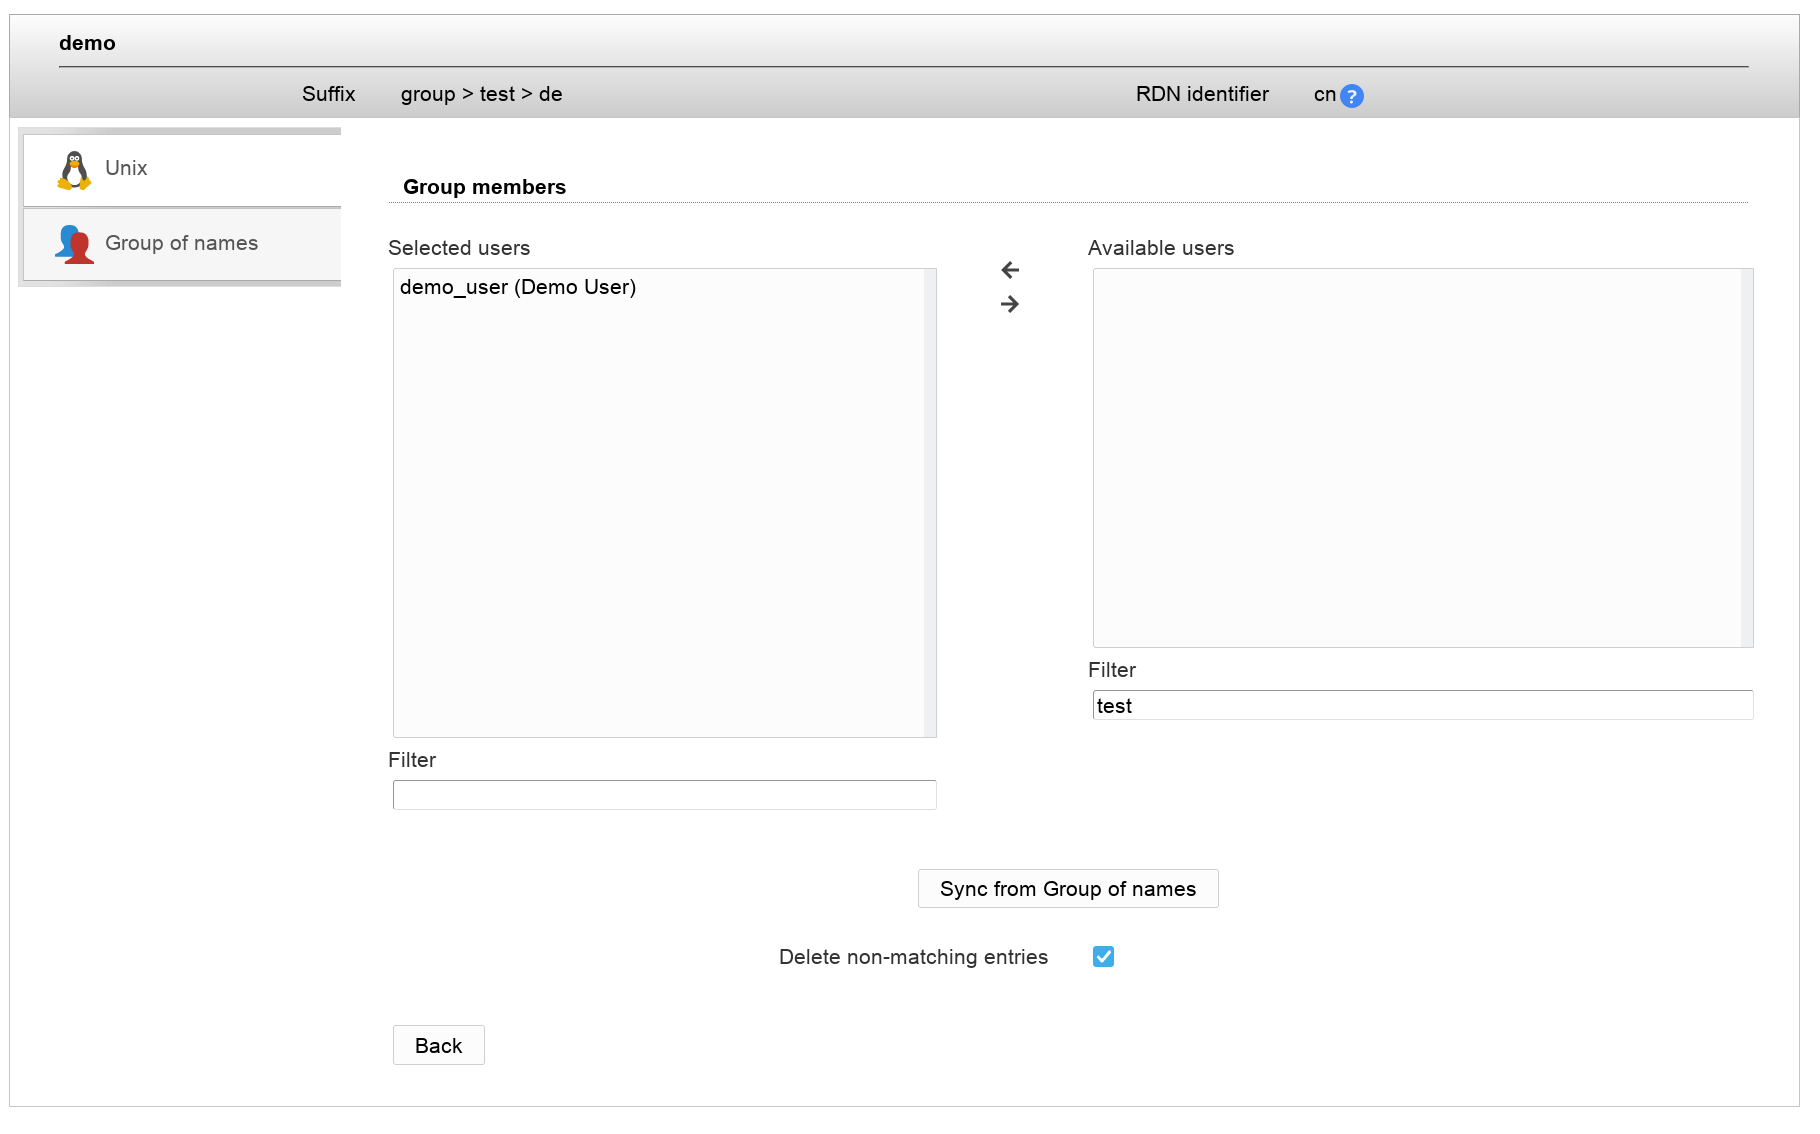 demo
Suffix group > test > de RDN identifier cn ?
Unix
Group of names
Group members
Selected users
demo_user (Demo User)
Filter
Available users
Filter
test
Sync from Group of names
Delete non-matching entries
Back